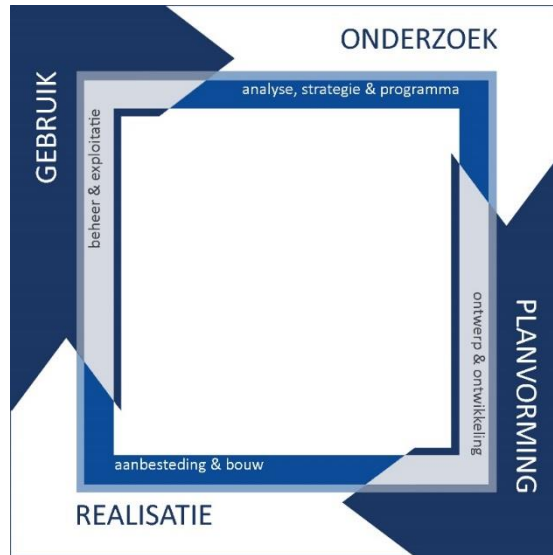 ONDERZOEK
analyse, strategie & programma
PLANVORMING
ontwerp & ontwikkeling
REALISATIE
aanbesteding & bouw
GEBRUIK
beheer & exploitatie